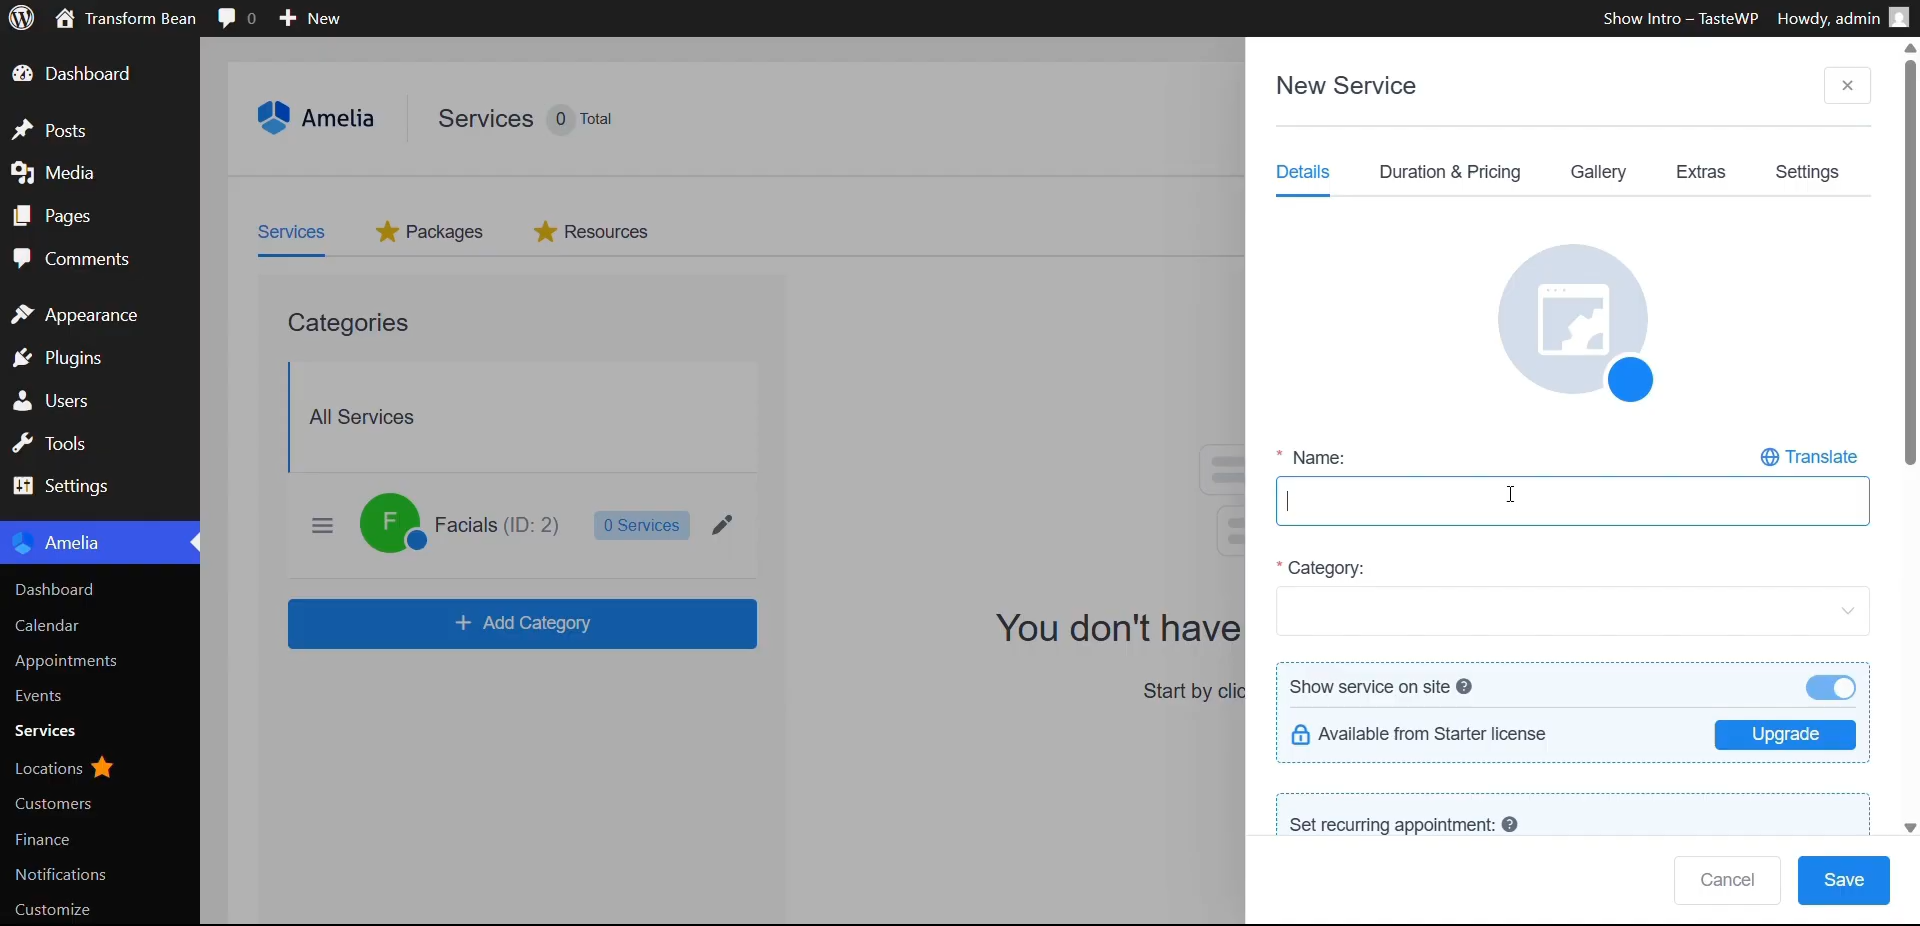 Transform Bean 0 New Show Intro – TasteWP Howdy, admin
Dashboard
Posts
Media
Pages
Comments
Appearance
Plugins
Users
Tools
Settings
Amelia
Dashboard
Calendar
Appointments
Events
Services
Locations
Customers
Finance
Notifications
Customize
Amelia Services 0 Total
Services Packages Resources
Categories
All Services
F Facials (ID: 2) 0 Services
+ Add Category
You don't have
Start by clic
New Service
Details Duration & Pricing Gallery Extras Settings
* Name: Translate
* Category:
Show service on site ?
Available from Starter license Upgrade
Set recurring appointment: ?
Cancel Save